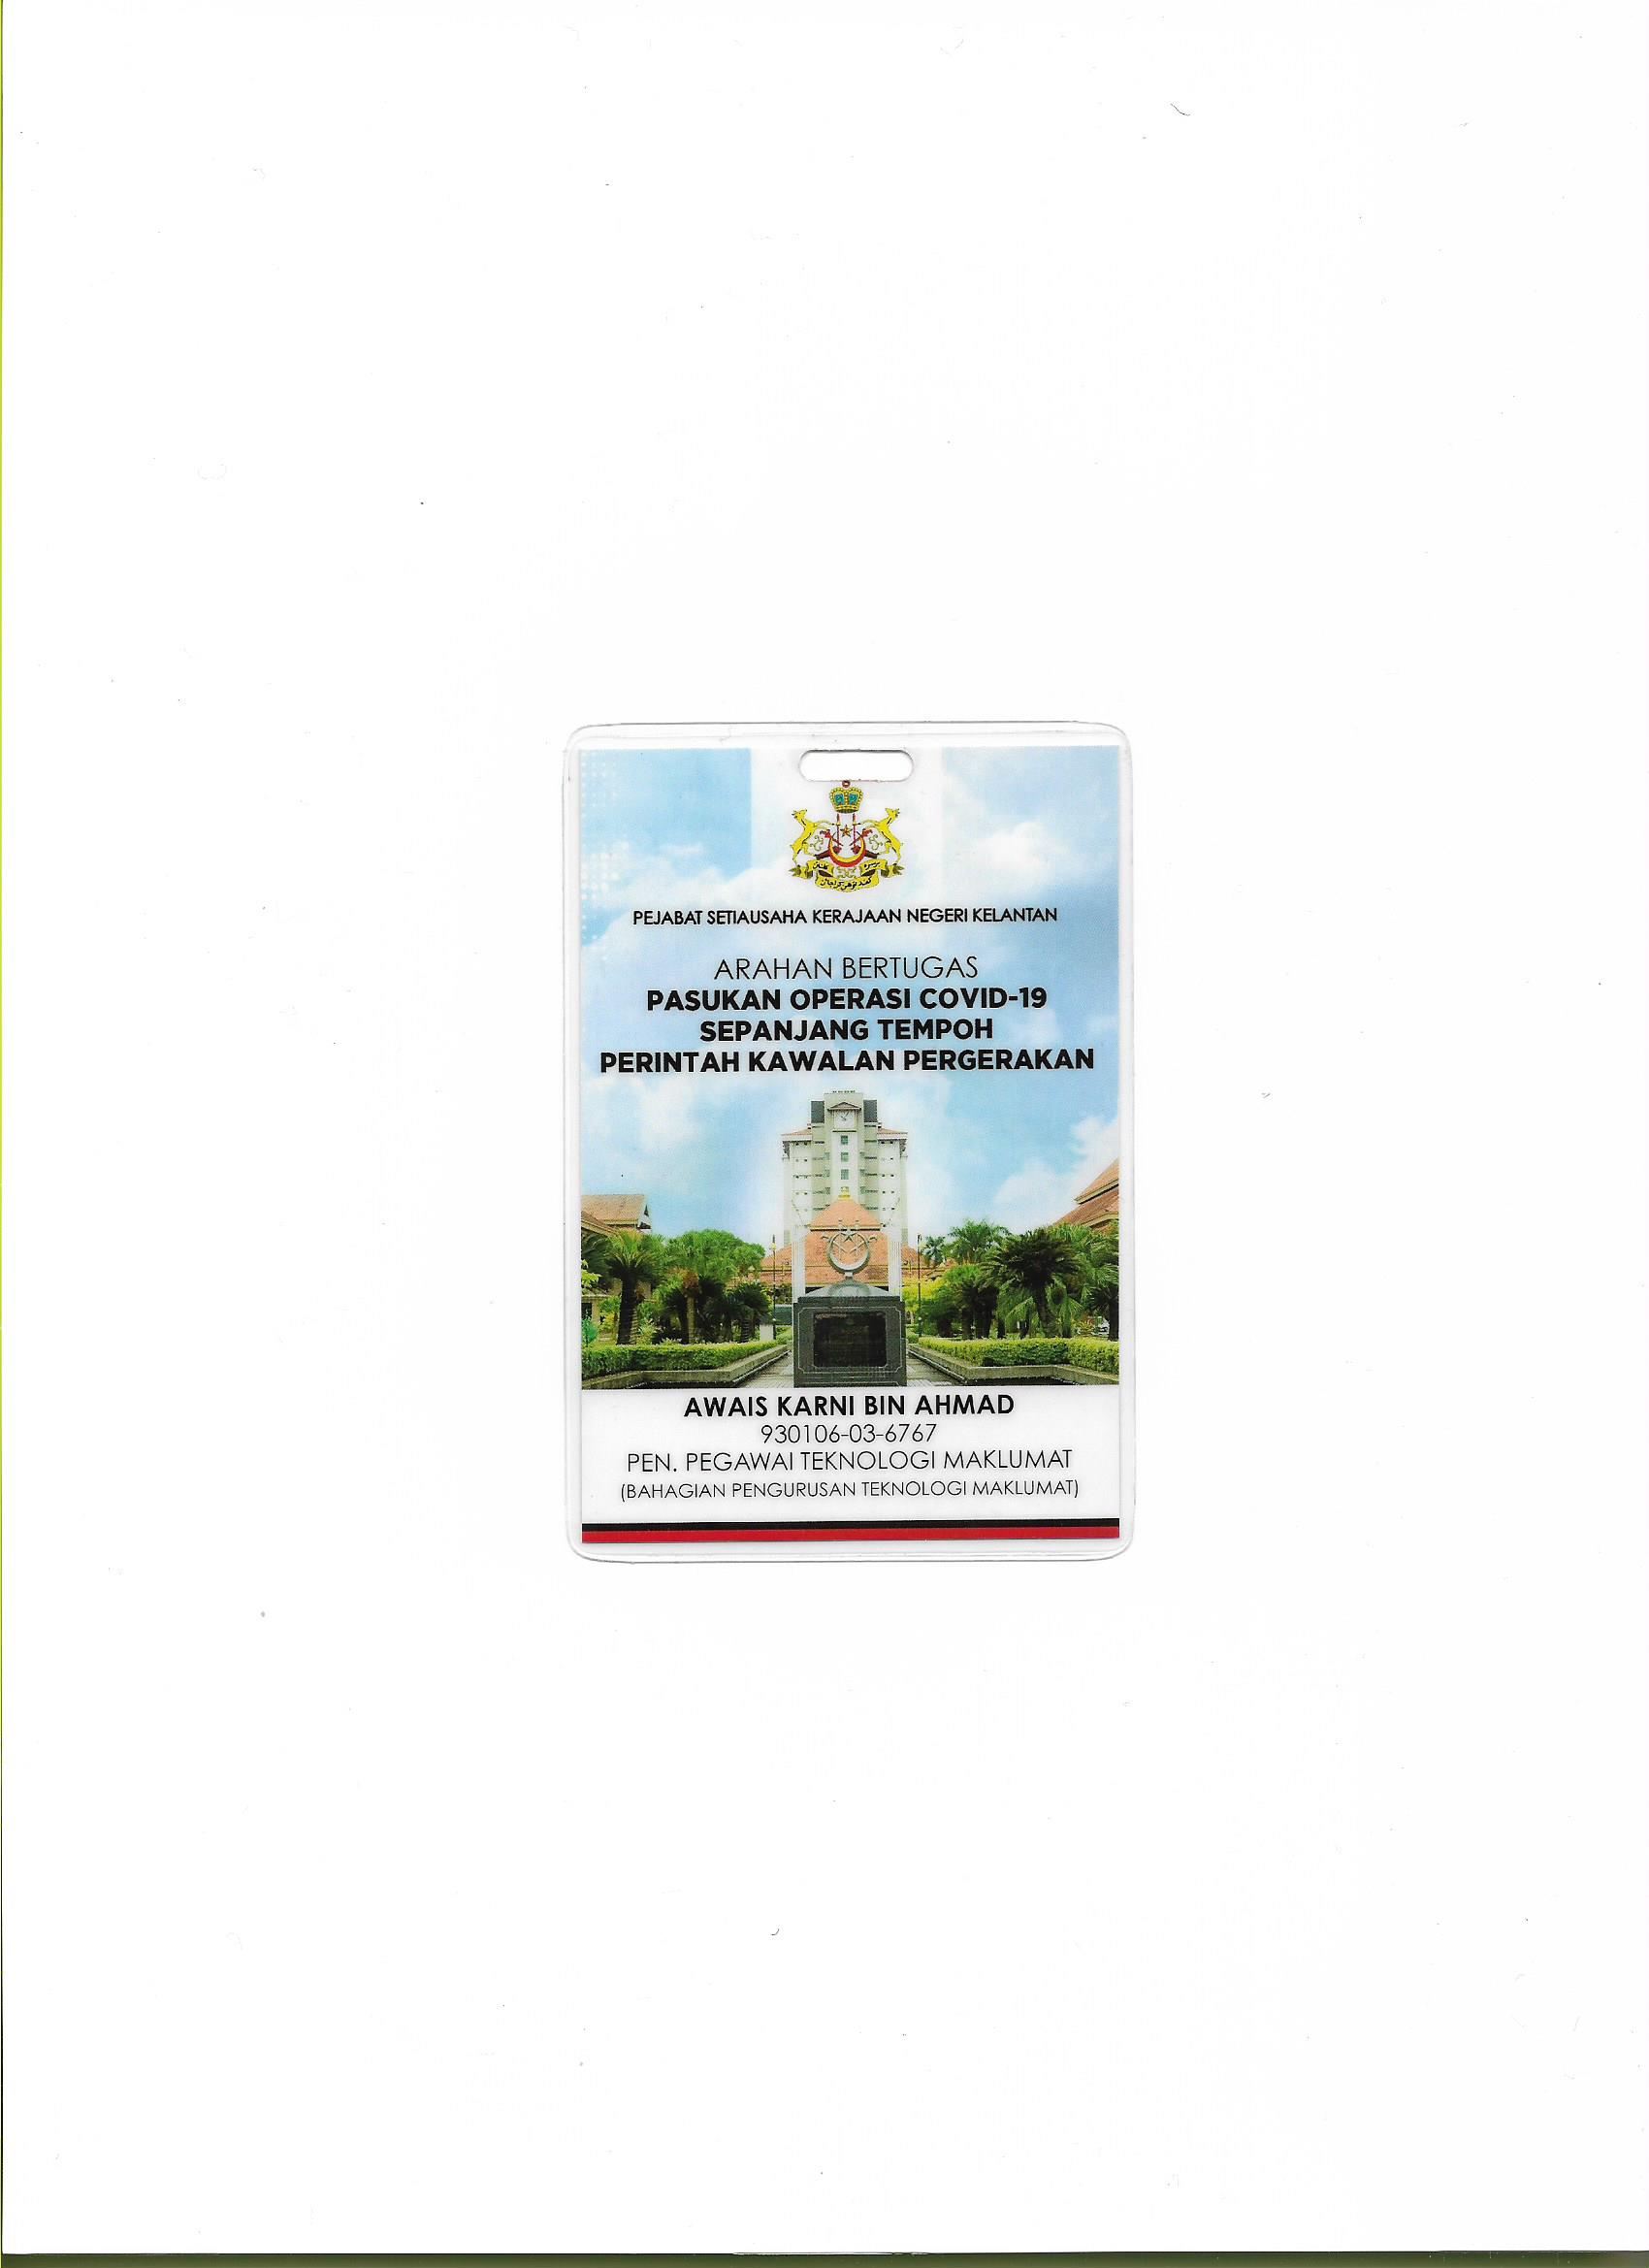 PEJABAT SETIAUSAHA KERAJAAN NEGERI KELANTAN
ARAHAN BERTUGAS
PASUKAN OPERASI COVID-19
SEPANJANG TEMPOH
PERINTAH KAWALAN PERGERAKAN
AWAIS KARNI BIN AHMAD
930106-03-6767
PEN. PEGAWAI TEKNOLOGI MAKLUMAT
(BAHAGIAN PENGURUSAN TEKNOLOGI MAKLUMAT)